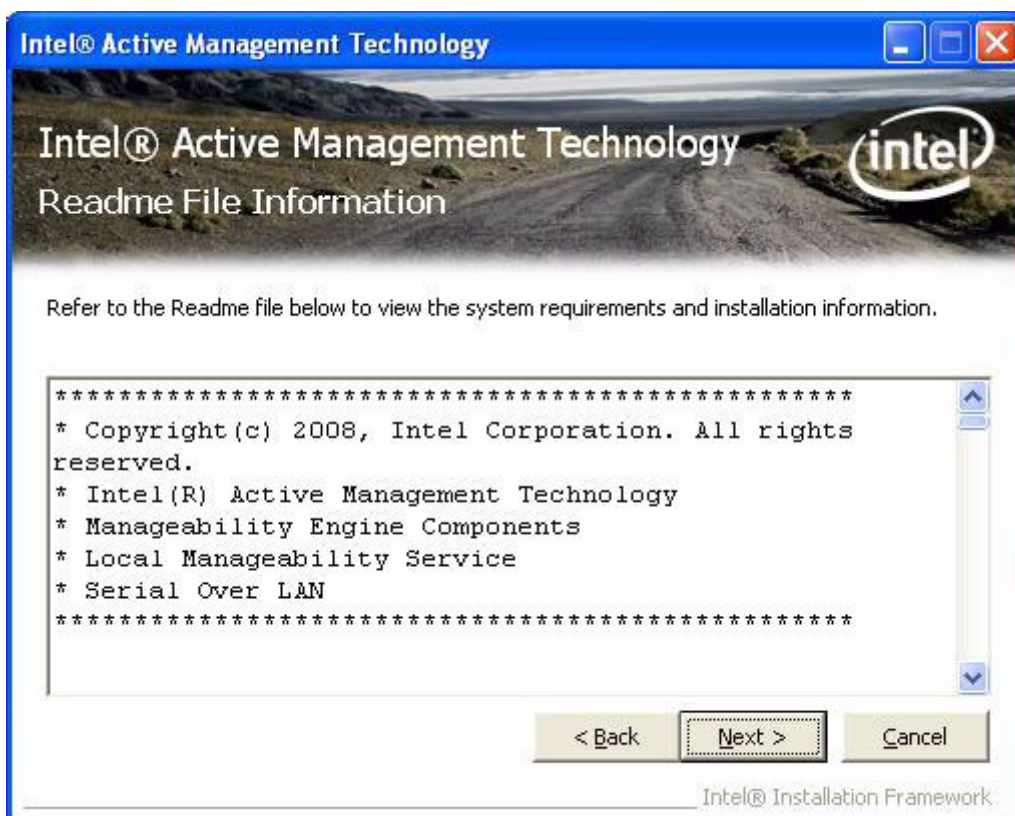 Intel® Active Management Technology
Intel® Active Management Technology
intel
Readme File Information
Refer to the Readme file below to view the system requirements and installation information.
**************************************************
* Copyright(c) 2008, Intel Corporation. All rights
reserved.
* Intel(R) Active Management Technology
* Manageability Engine Components
* Local Manageability Service
* Serial Over LAN
**************************************************
< Back
Next >
Cancel
Intel® Installation Framework